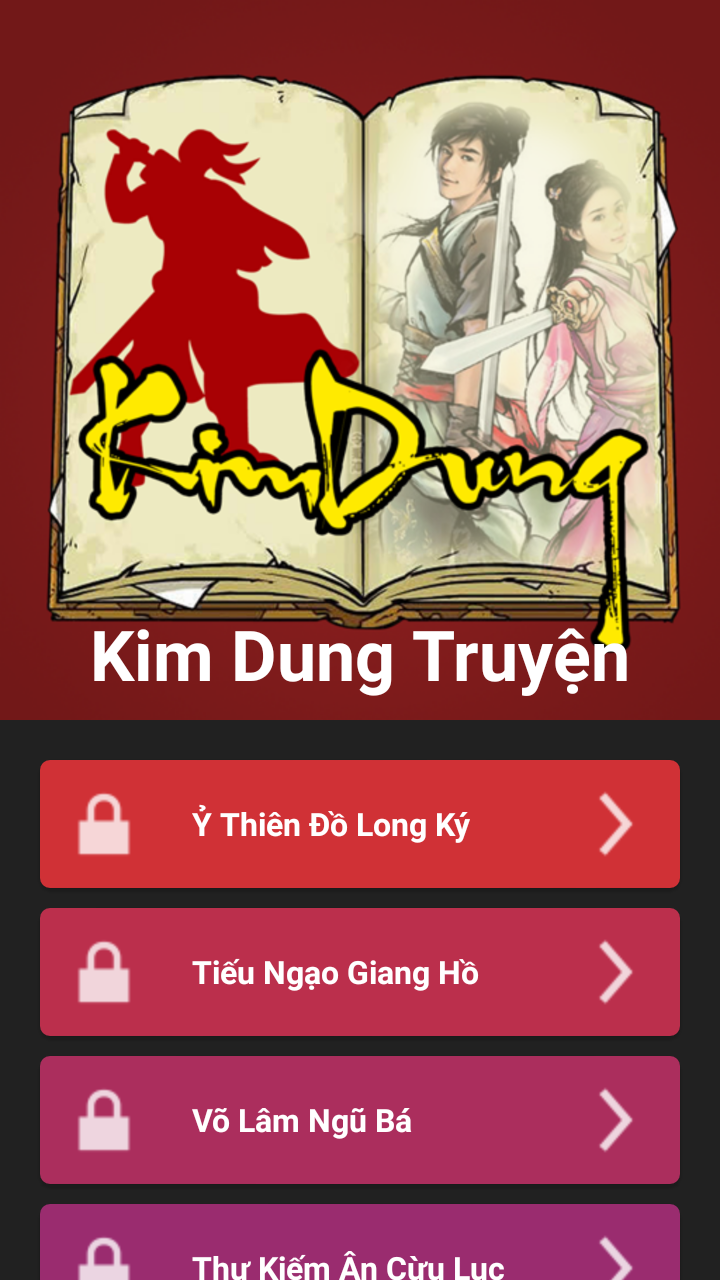 Kim Dung
Kim Dung Truyện
Ỷ Thiên Đồ Long Ký
Tiếu Ngạo Giang Hồ
Võ Lâm Ngũ Bá
Thư Kiếm Ân Cừu Lục